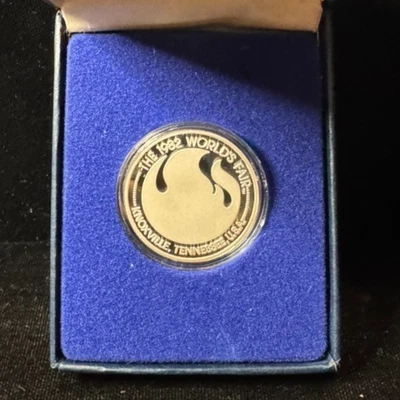 THE 1982 WORLD'S FAIR
KNOXVILLE, TENNESSEE, U.S.A.